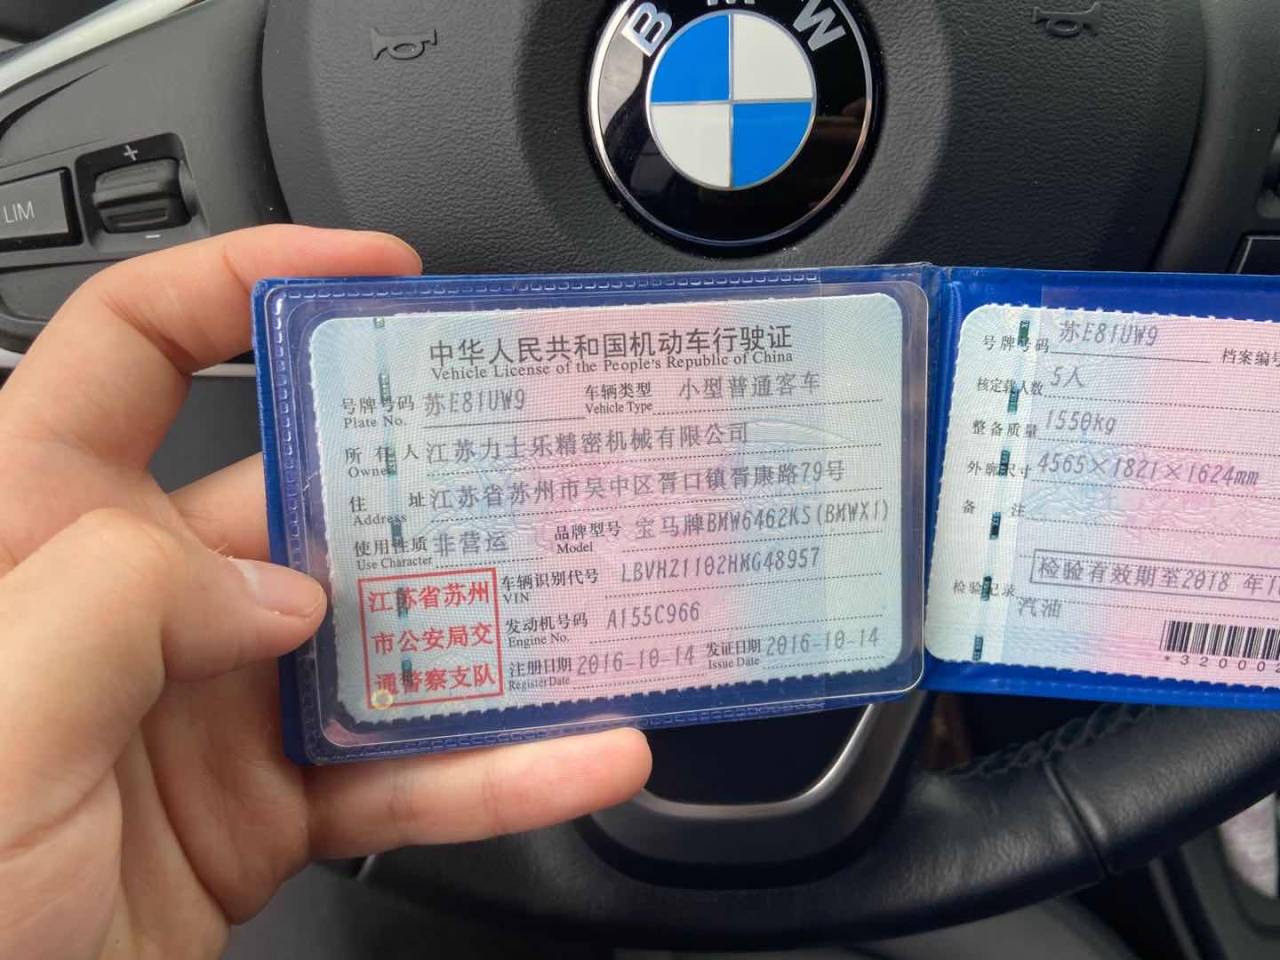 BMW
+
LIM
−
中华人民共和国机动车行驶证
Vehicle License of the People's Republic of China
号牌号码 苏E81UW9 车辆类型 小型普通客车
Plate No. Vehicle Type
所有人 江苏力士乐精密机械有限公司
Owner
住址 江苏省苏州市吴中区胥口镇胥康路79号
Address
使用性质 非营运 品牌型号 宝马牌BMW6462KS(BMWX1)
Use Character Model
江苏省苏州
市公安局交
通警察支队
车辆识别代号 LBVHZ1102HMG48957
VIN
发动机号码 A155C966
Engine No.
注册日期 2016-10-14 发证日期 2016-10-14
Register Date Issue Date
号牌号码 苏E81UW9 档案编号
核定载人数 5人
整备质量 1550kg
外廓尺寸 4565×1821×1624mm
备注
检验有效期至2018 年
检验记录
汽油
*32000